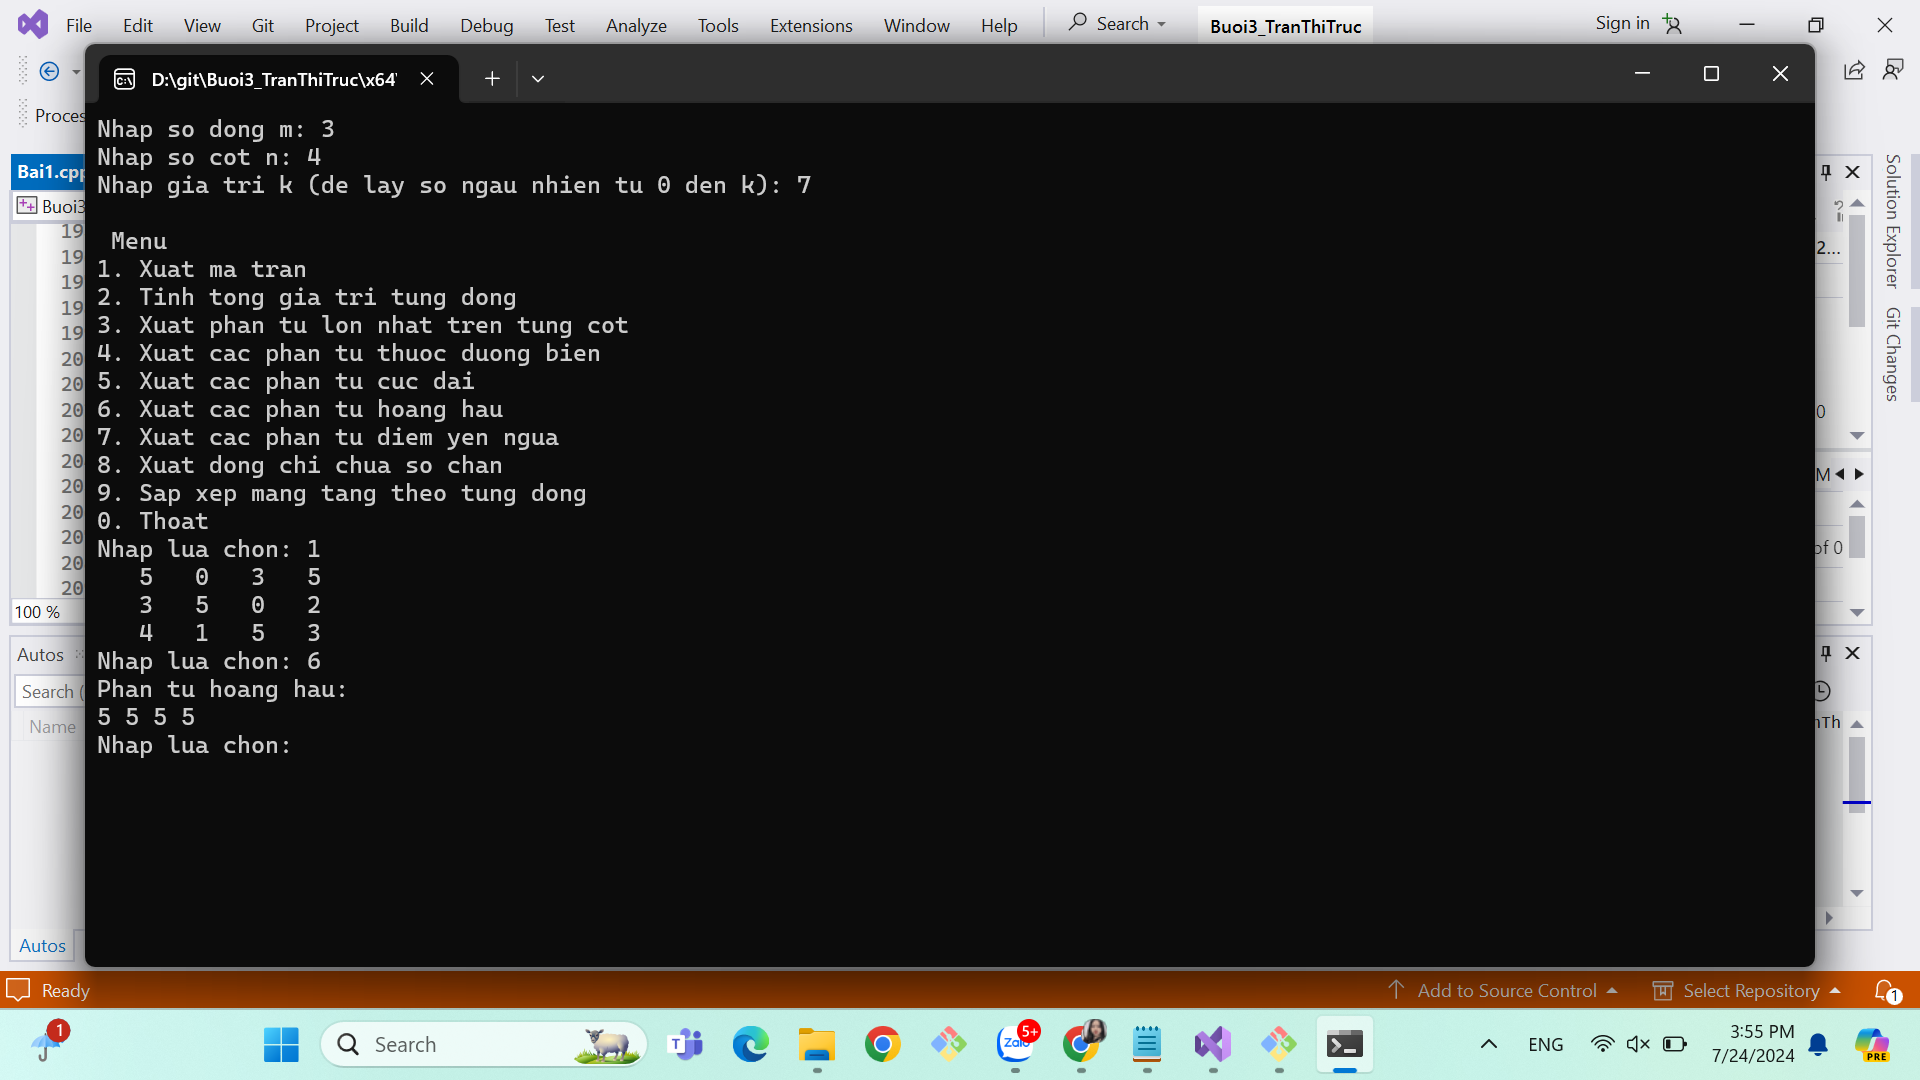 File Edit View Git Project Build Debug Test Analyze Tools Extensions Window Help Search Buoi3_TranThiTruc Sign in
D:\git\Buoi3_TranThiTruc\x64\
Proces
Nhap so dong m: 3
Nhap so cot n: 4
Bai1.cpp
Nhap gia tri k (de lay so ngau nhien tu 0 den k): 7
Buoi3
Menu
1. Xuat ma tran
2. Tinh tong gia tri tung dong
3. Xuat phan tu lon nhat tren tung cot
4. Xuat cac phan tu thuoc duong bien
5. Xuat cac phan tu cuc dai
6. Xuat cac phan tu hoang hau
7. Xuat cac phan tu diem yen ngua
8. Xuat dong chi chua so chan
9. Sap xep mang tang theo tung dong
0. Thoat
Nhap lua chon: 1
5 0 3 5
3 5 0 2
4 1 5 3
Nhap lua chon: 6
Phan tu hoang hau:
5 5 5 5
Nhap lua chon:
19
19
19
19
19
20
20
20
20
20
20
20
20
20
20
100 %
Autos
Search (
Name
Autos
Solution Explorer
Git Changes
2...
0
M
of 0
nTh
Ready Add to Source Control Select Repository 1
1 Search 5+ Zalo ENG 3:55 PM
7/24/2024
PRE